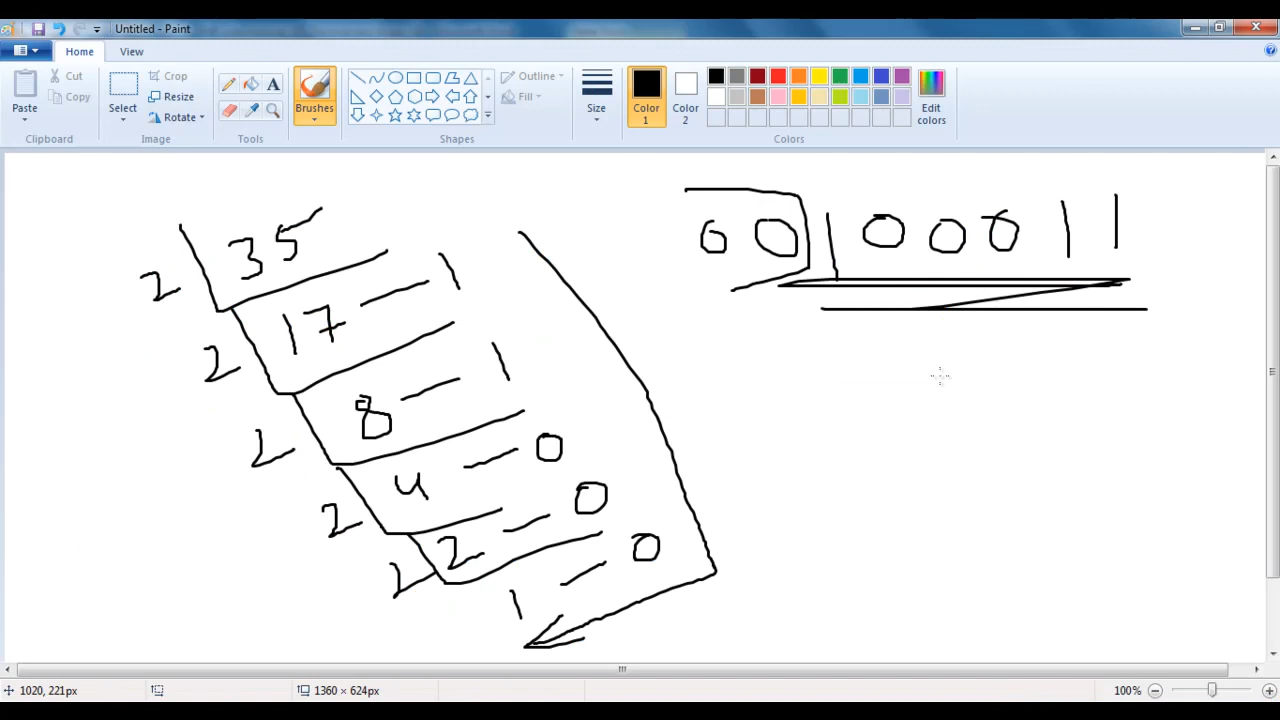 Untitled - Paint
Home View
Paste
Cut
Copy
Clipboard
Select
Crop
Resize
Rotate
Image
A
Tools
Brushes
Outline
Fill
Shapes
Size
Color 1
Color 2
Edit colors
Colors
2 35
2 17 — 1
2 8 — 1
2 4 — 0
2 2 — 0
1 — 0
00 100011
1020, 221px
1360 × 624px
100%